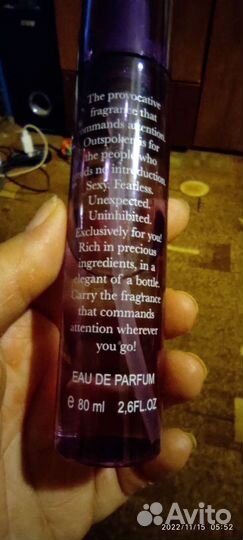 The provocative
fragrance that
commands attention.
Outspoken is for
the people who
needs no introduction.
Sexy. Fearless.
Unexpected.
Uninhibited.
Exclusively for you!
Rich in precious
ingredients, in a
elegant of a bottle.
Carry the fragrance
that commands
attention wherever
you go!
EAU DE PARFUM
e 80 ml 2,6FL.OZ
Avito
2022/11/15 05:52